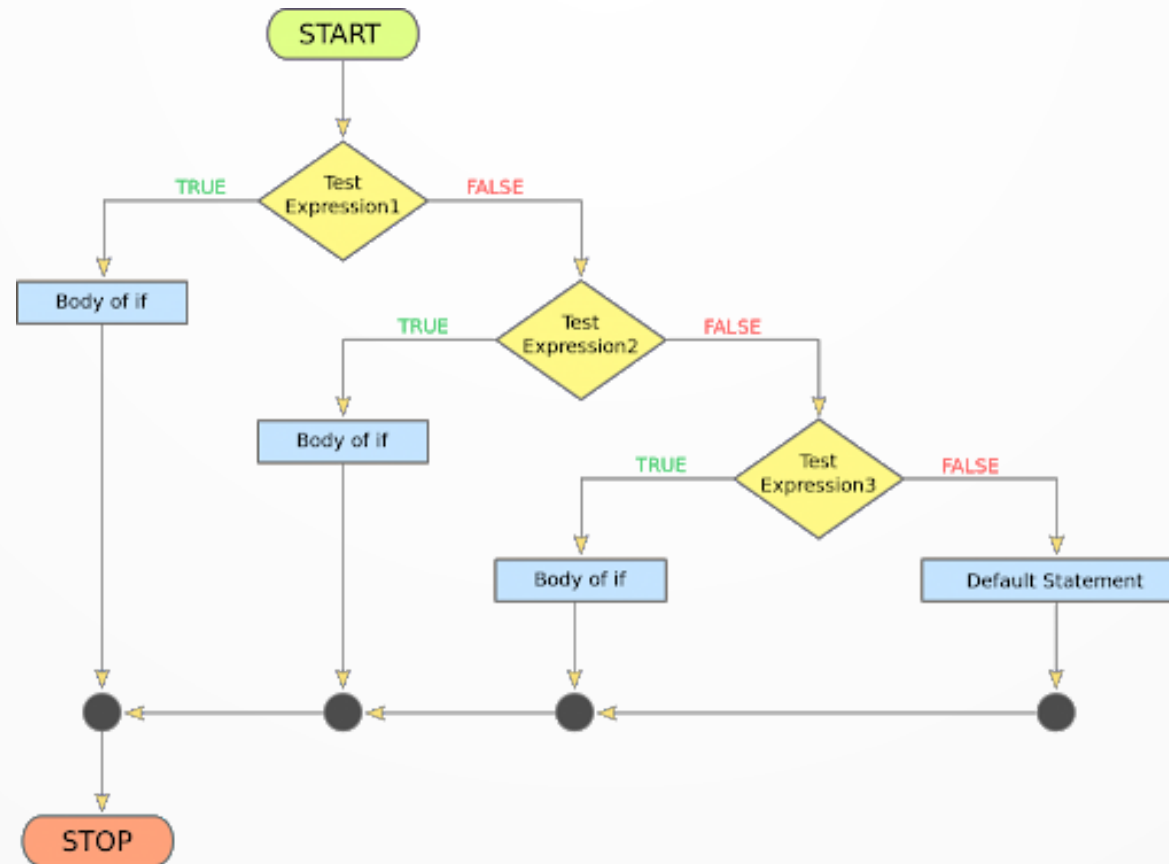 START
Test
Expression1
TRUE
FALSE
Body of if
Test
Expression2
TRUE
FALSE
Body of if
Test
Expression3
TRUE
FALSE
Body of if
Default Statement
STOP